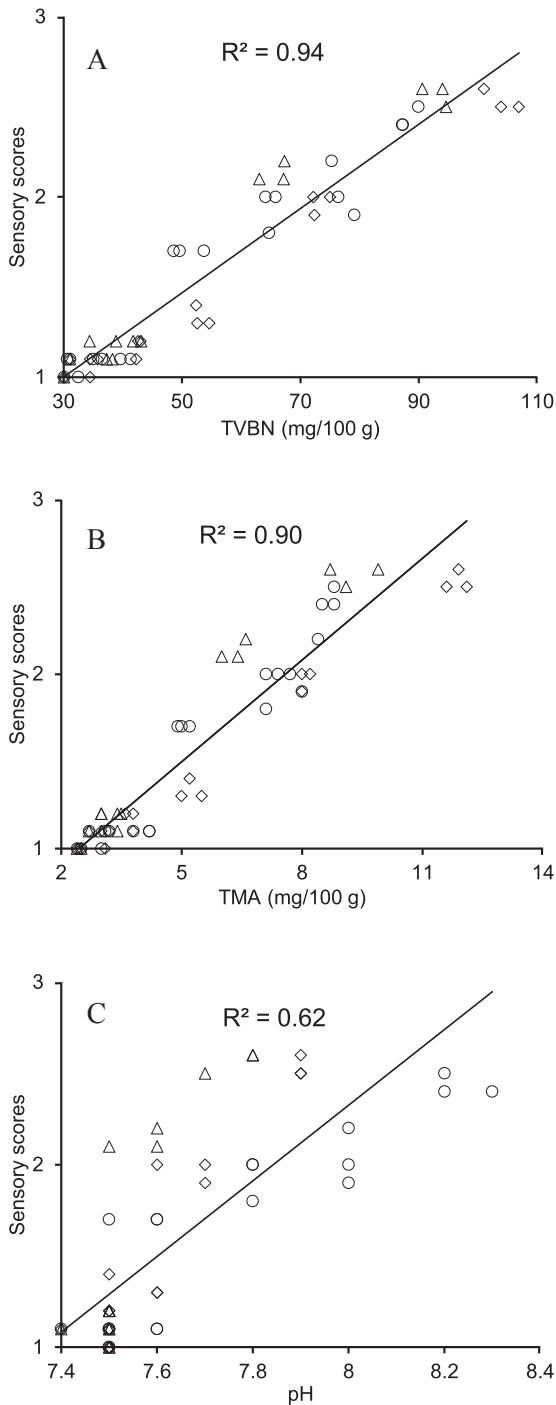 3
A
R² = 0.94
Sensory scores
2
1
30 50 70 90 110
TVBN (mg/100 g)
3
B
R² = 0.90
Sensory scores
2
1
2 5 8 11 14
TMA (mg/100 g)
3
C
R² = 0.62
Sensory scores
2
1
7.4 7.6 7.8 8 8.2 8.4
pH